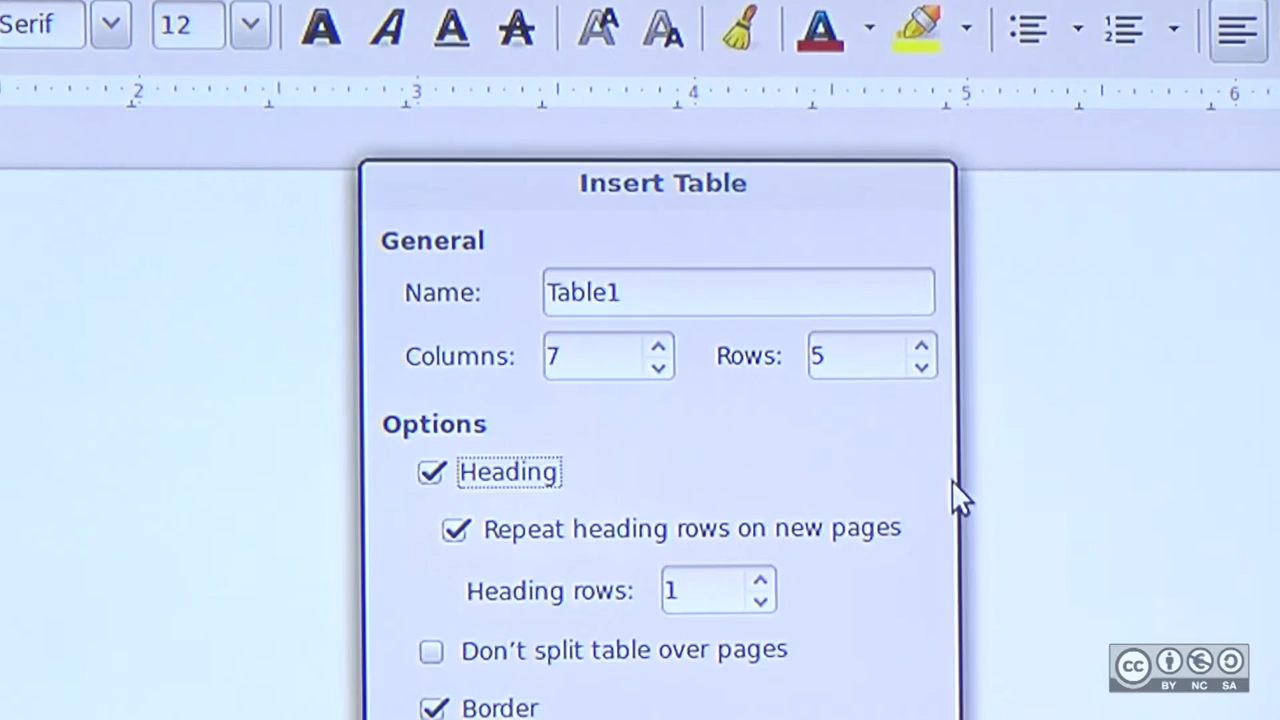 Serif
12
2 3 4 5 6
Insert Table
General
Name: Table1
Columns: 7 Rows: 5
Options
Heading
Repeat heading rows on new pages
Heading rows: 1
Don't split table over pages
Border
cc BY NC SA